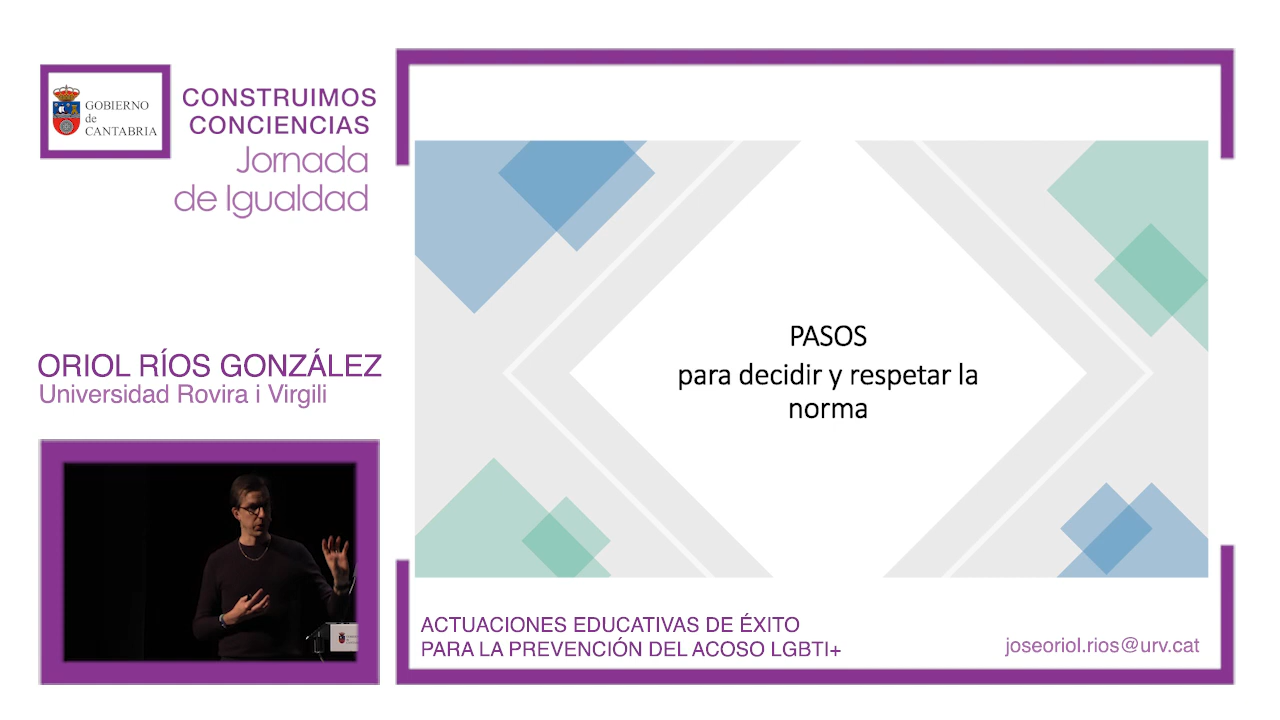 GOBIERNO
de
CANTABRIA
CONSTRUIMOS
CONCIENCIAS
Jornada
de Igualdad
ORIOL RÍOS GONZÁLEZ
Universidad Rovira i Virgili
PASOS
para decidir y respetar la
norma
ACTUACIONES EDUCATIVAS DE ÉXITO
PARA LA PREVENCIÓN DEL ACOSO LGBTI+
joseoriol.rios@urv.cat